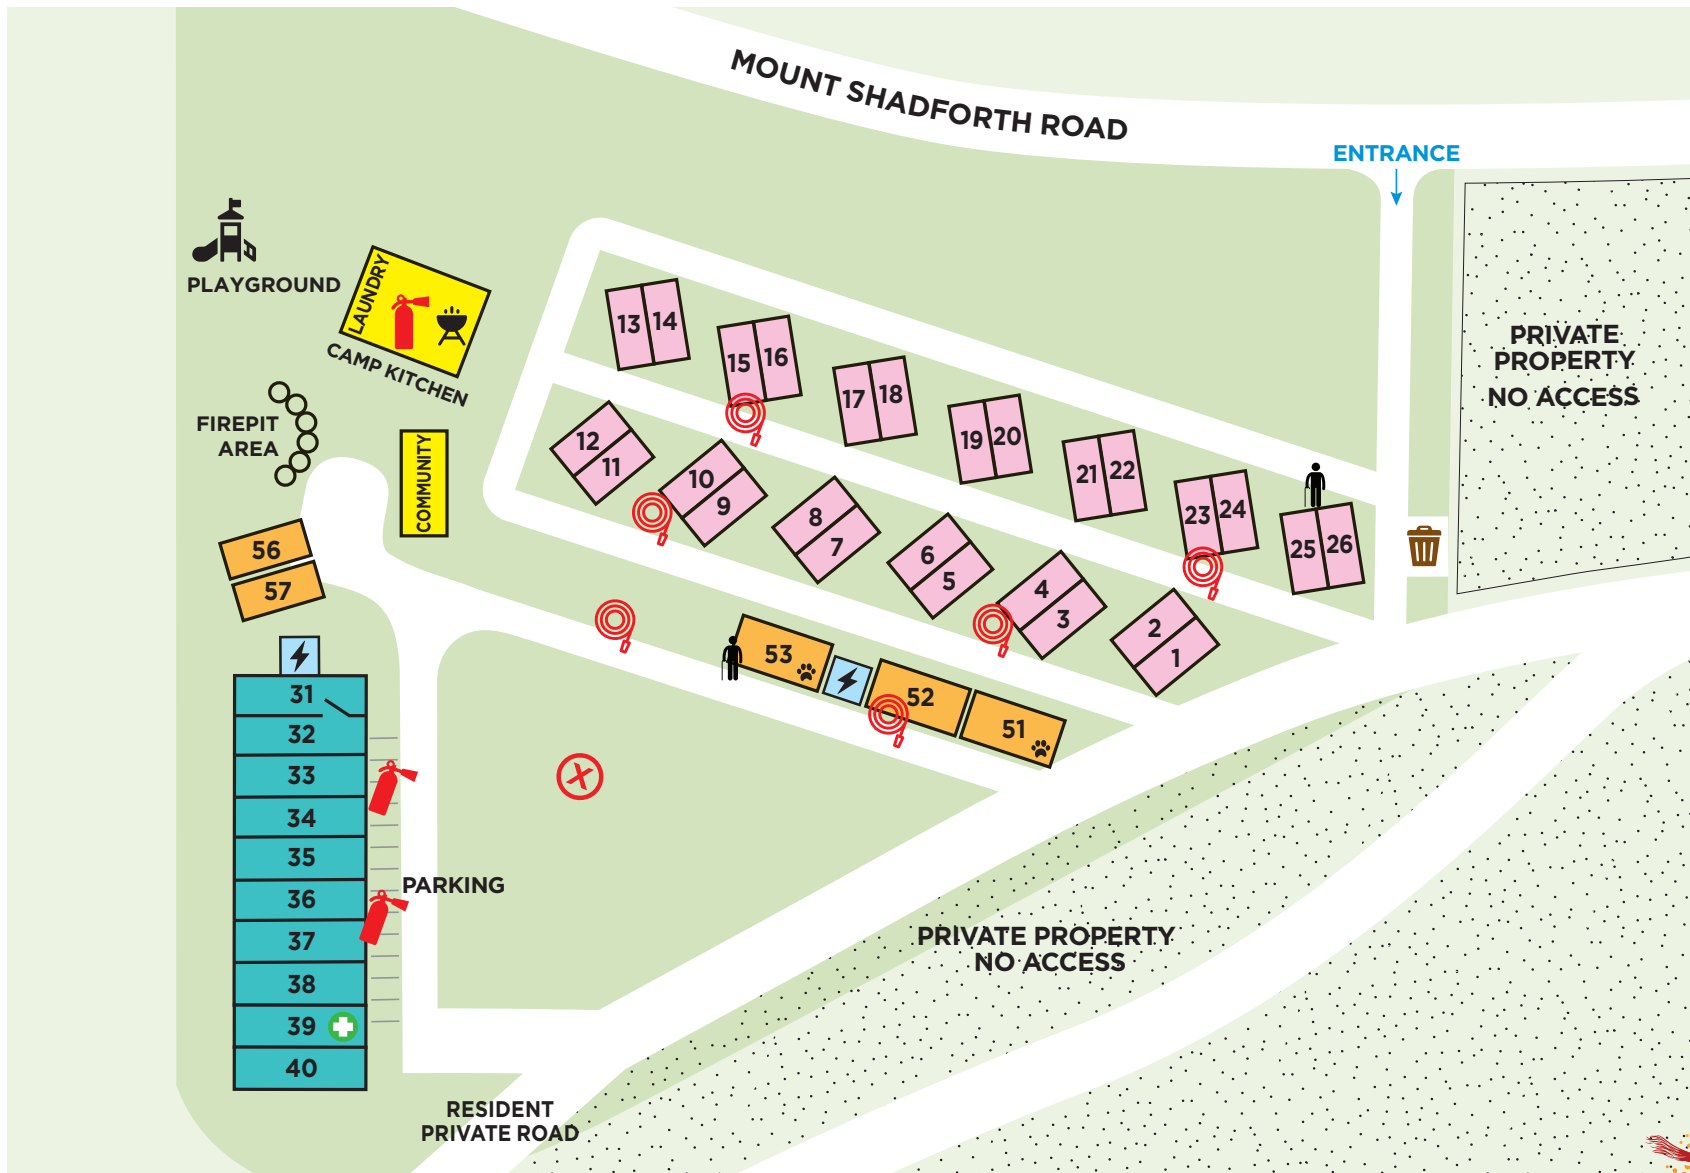 MOUNT SHADFORTH ROAD
ENTRANCE
PLAYGROUND
LAUNDRY
CAMP KITCHEN
FIREPIT
AREA
COMMUNITY
PRIVATE
PROPERTY
NO ACCESS
13 14
15 16
17 18
19 20
21 22
23 24
25 26
12
11
10
9
8
7
6
5
4
3
2
1
56
57
53
52
51
31
32
33
34
35
36
37
38
39
40
X
PARKING
PRIVATE PROPERTY
NO ACCESS
RESIDENT
PRIVATE ROAD